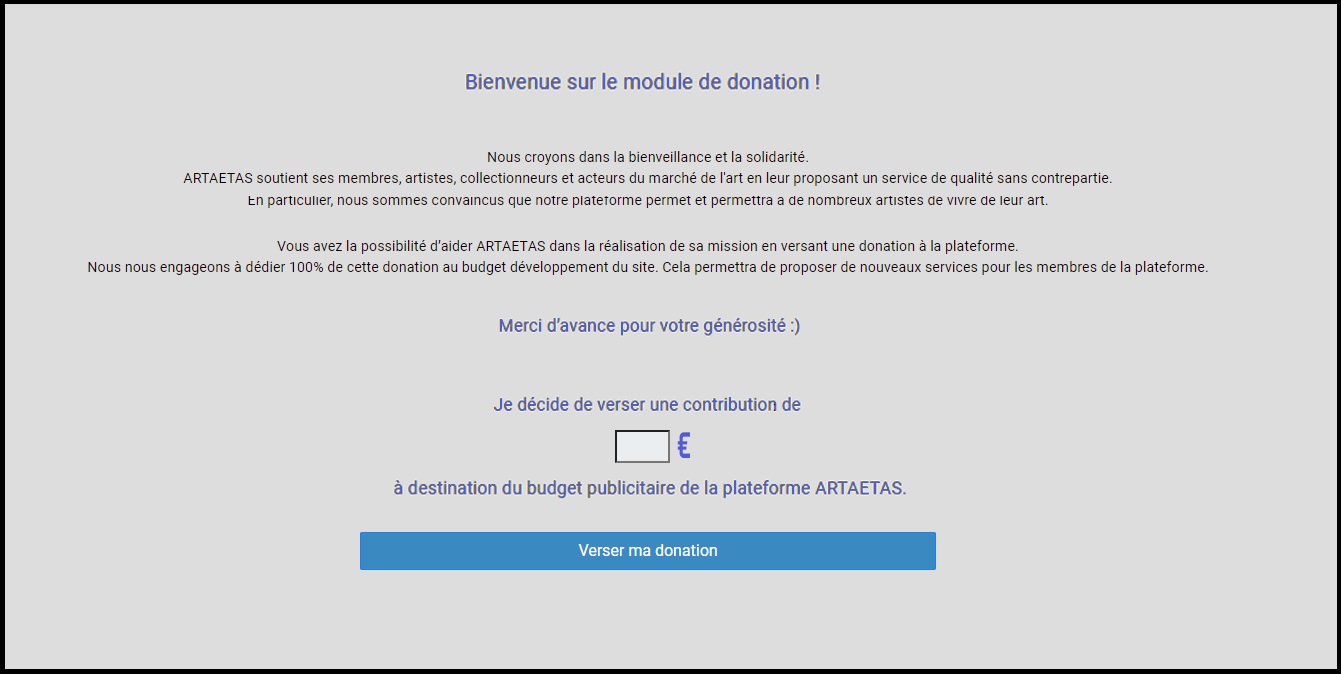 Bienvenue sur le module de donation !
Nous croyons dans la bienveillance et la solidarité.
ARTAETAS soutient ses membres, artistes, collectionneurs et acteurs du marché de l'art en leur proposant un service de qualité sans contrepartie.
En particulier, nous sommes convaincus que notre plateforme permet et permettra à de nombreux artistes de vivre de leur art.
Vous avez la possibilité d'aider ARTAETAS dans la réalisation de sa mission en versant une donation à la plateforme.
Nous nous engageons à dédier 100% de cette donation au budget développement du site. Cela permettra de proposer de nouveaux services pour les membres de la plateforme.
Merci d'avance pour votre générosité :)
Je décide de verser une contribution de
€
à destination du budget publicitaire de la plateforme ARTAETAS.
Verser ma donation